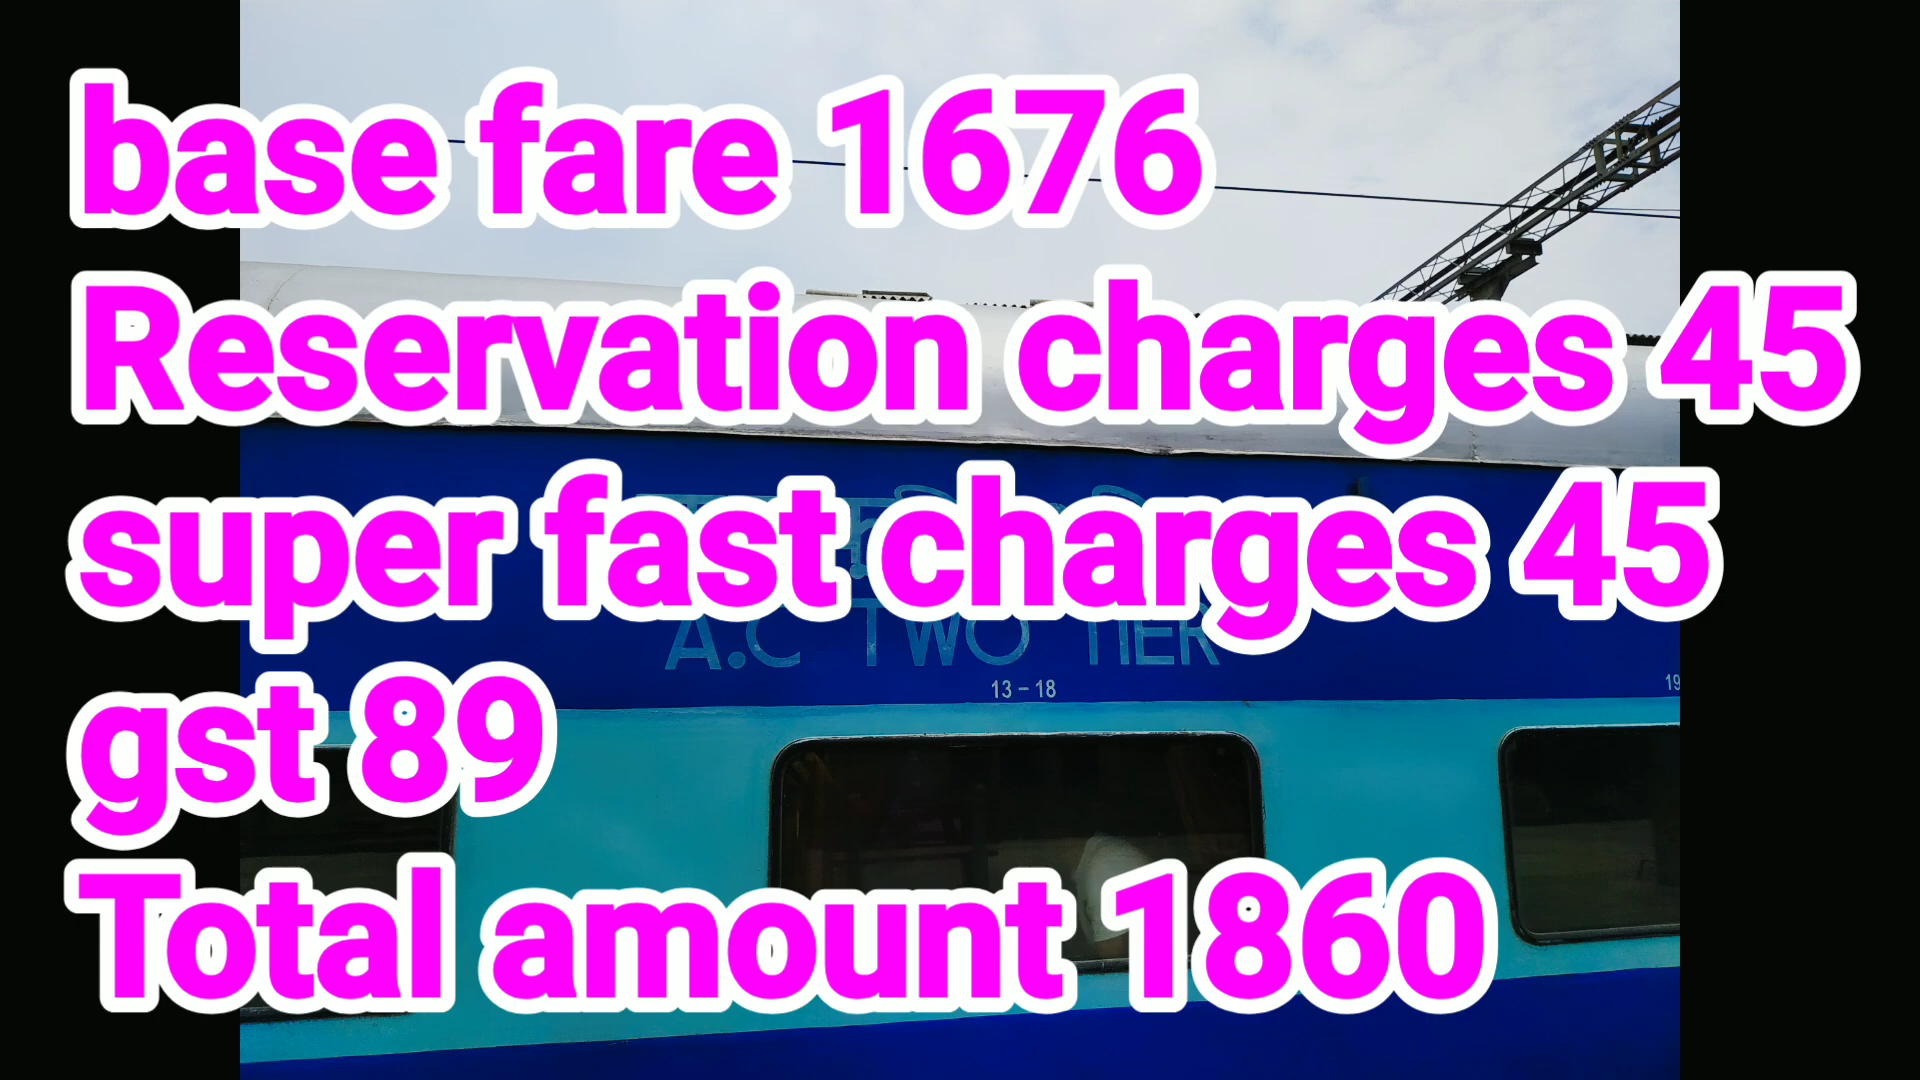 base fare 1676
Reservation charges 45
super fast charges 45
gst 89
Total amount 1860
A.C TWO TIER
13 – 18
19